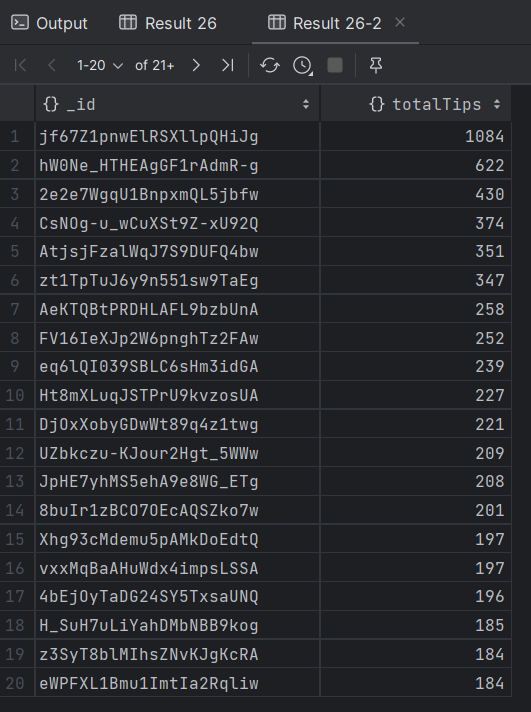 Output Result 26 Result 26-2
1-20 of 21+
_id totalTips
1 jf67Z1pnwElRSXllpQHiJg 1084
2 hW0Ne_HTHEAgGF1rAdmR-g 622
3 2e2e7WgqU1BnpxmQL5jbfw 430
4 CsNOg-u_wCuXSt9Z-xU92Q 374
5 AtjsjFzalWqJ7S9DUFQ4bw 351
6 zt1TpTuJ6y9n551sw9TaEg 347
7 AeKTQBtPRDHLAFL9bzbUnA 258
8 FV16IeXJp2W6pnghTz2FAw 252
9 eq6lQI039SBLC6sHm3idGA 239
10 Ht8mXLuqJSTPrU9kvzosUA 227
11 DjOxXobyGDwWt89q4z1twg 221
12 UZbkczu-KJour2Hgt_5WWw 209
13 JpHE7yhMS5ehA9e8WG_ETg 208
14 8buIr1zBCO7OEcAQSZko7w 201
15 Xhg93cMdemu5pAMkDoEdtQ 197
16 vxxMqBaAHuWdx4impsLSSA 197
17 4bEjOyTaDG24SY5TxsaUNQ 196
18 H_SuH7uLiYahDMbNBB9kog 185
19 z3SyT8blMIhsZNvKJgKcRA 184
20 eWPFXL1Bmu1ImtIa2Rqliw 184